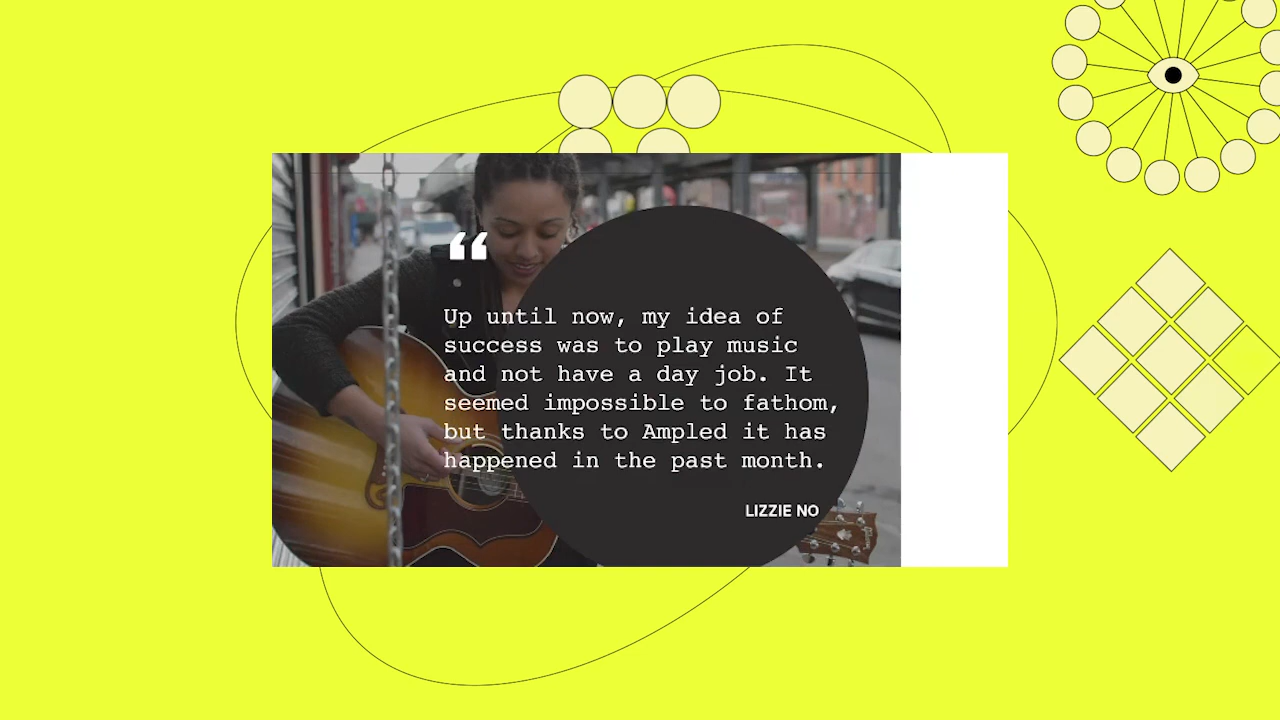 “
Up until now, my idea of
success was to play music
and not have a day job. It
seemed impossible to fathom,
but thanks to Ampled it has
happened in the past month.
LIZZIE NO